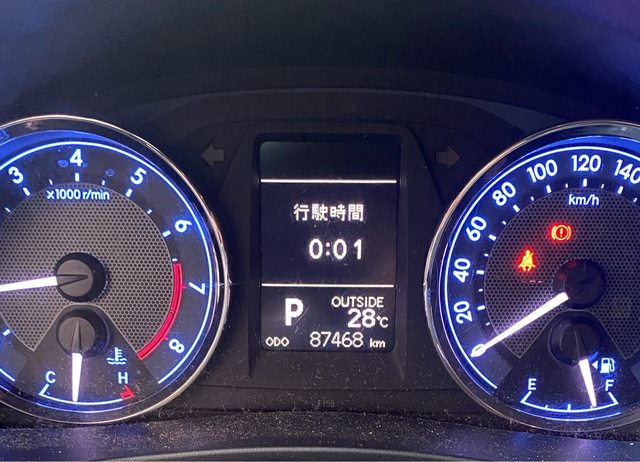 3
4
5
6
7
8
x1000r/min
C
H
行駛時間
0:01
P
OUTSIDE
28°C
ODO 87468 km
20
40
60
80
100
120
140
km/h
E
F